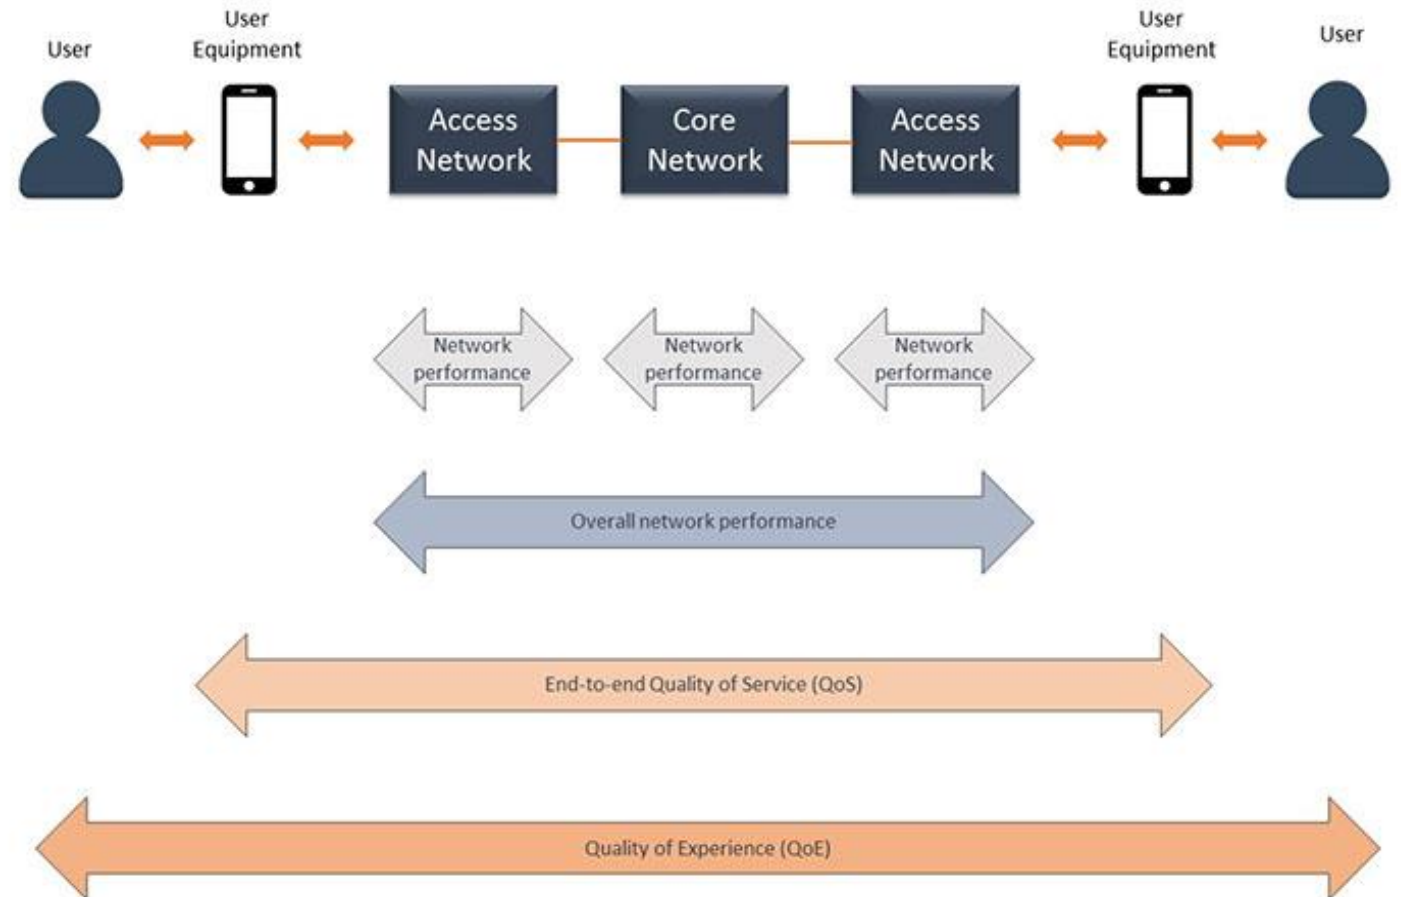 User
User
Equipment
User
Equipment
User
Access
Network
Core
Network
Access
Network
Network
performance
Network
performance
Network
performance
Overall network performance
End-to-end Quality of Service (QoS)
Quality of Experience (QoE)